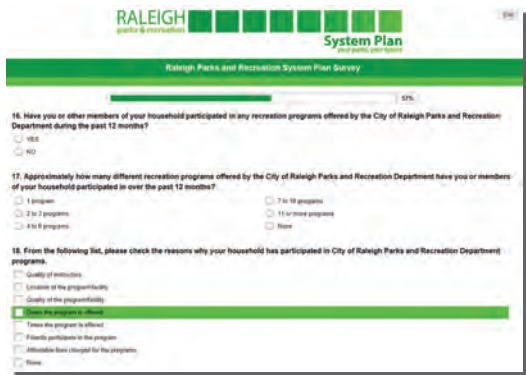 RALEIGH
parks & recreation
System Plan
your parks, your future
Exit
Raleigh Parks and Recreation System Plan Survey
57%
16. Have you or other members of your household participated in any recreation programs offered by the City of Raleigh Parks and Recreation
Department during the past 12 months?
YES
NO
17. Approximately how many different recreation programs offered by the City of Raleigh Parks and Recreation Department have you or members
of your household participated in over the past 12 months?
1 program
7 to 10 programs
2 to 3 programs
11 or more programs
4 to 6 programs
None
18. From the following list, please check the reasons why your household has participated in City of Raleigh Parks and Recreation Department
programs.
Quality of instructors
Location of the program/facility
Quality of the program/facility
Dates the program is offered
Times the program is offered
Friends participate in the program
Affordable fees charged for the programs
None